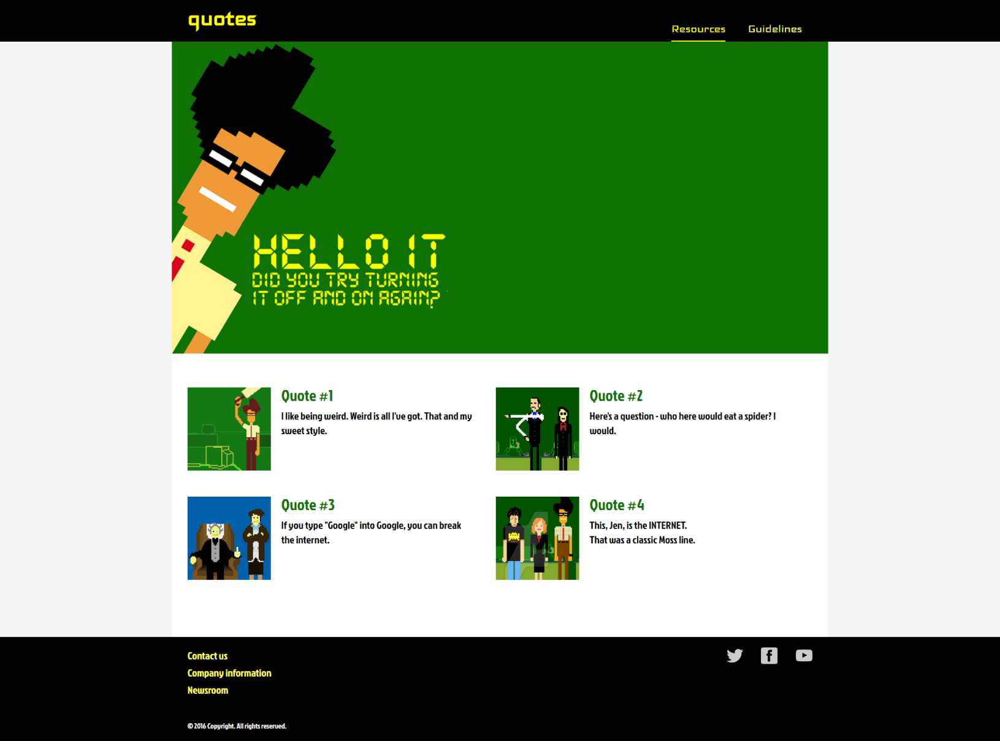 quotes
Resources
Guidelines
HELLO IT
DID YOU TRY TURNING
IT OFF AND ON AGAIN?
Quote #1
I like being weird. Weird is all I've got. That and my
sweet style.
Quote #2
Here's a question - who here would eat a spider? I
would.
Quote #3
If you type "Google" into Google, you can break
the internet.
Quote #4
This, Jen, is the INTERNET.
That was a classic Moss line.
Contact us
Company information
Newsroom
© 2016 Copyright. All rights reserved.